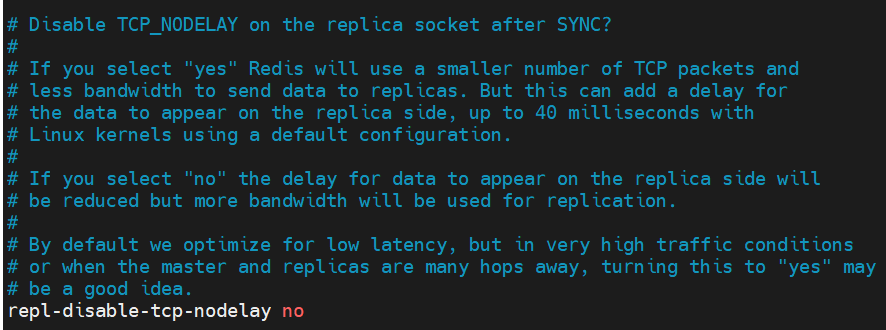 # Disable TCP_NODELAY on the replica socket after SYNC?
#
# If you select "yes" Redis will use a smaller number of TCP packets and
# less bandwidth to send data to replicas. But this can add a delay for
# the data to appear on the replica side, up to 40 milliseconds with
# Linux kernels using a default configuration.
#
# If you select "no" the delay for data to appear on the replica side will
# be reduced but more bandwidth will be used for replication.
#
# By default we optimize for low latency, but in very high traffic conditions
# or when the master and replicas are many hops away, turning this to "yes" may
# be a good idea.
repl-disable-tcp-nodelay no